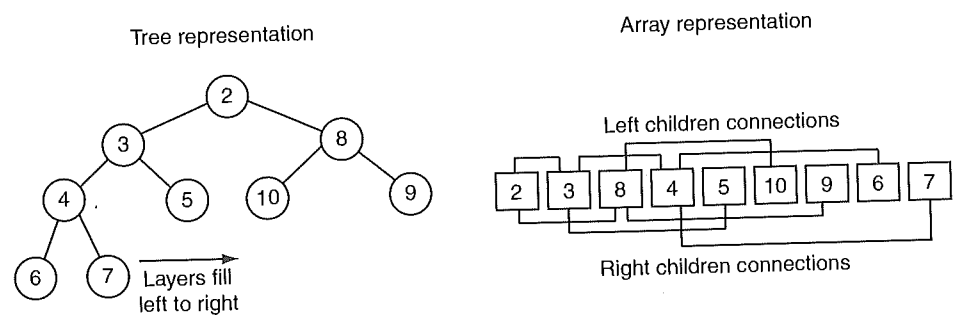 Tree representation
2
3
8
4
5
10
9
6
7
Layers fill
left to right
Array representation
Left children connections
2 3 8 4 5 10 9 6 7
Right children connections